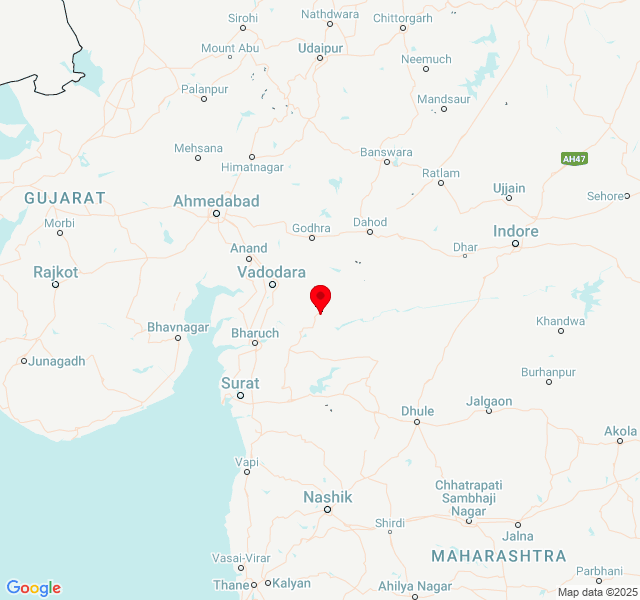 Nathdwara
Chittorgarh
Sirohi
Mount Abu
Udaipur
Neemuch
Palanpur
Mandsaur
Mehsana
Himatnagar
Banswara
Ratlam
AH47
GUJARAT
Ahmedabad
Ujjain
Sehore
Morbi
Godhra
Dahod
Indore
Anand
Dhar
Rajkot
Vadodara
Bhavnagar
Bharuch
Khandwa
Junagadh
Surat
Burhanpur
Dhule
Jalgaon
Akola
Vapi
Nashik
Chhatrapati
Sambhaji
Nagar
Shirdi
Jalna
Vasai-Virar
MAHARASHTRA
Thane
Kalyan
Ahilya Nagar
Parbhani
Google
Map data ©2025